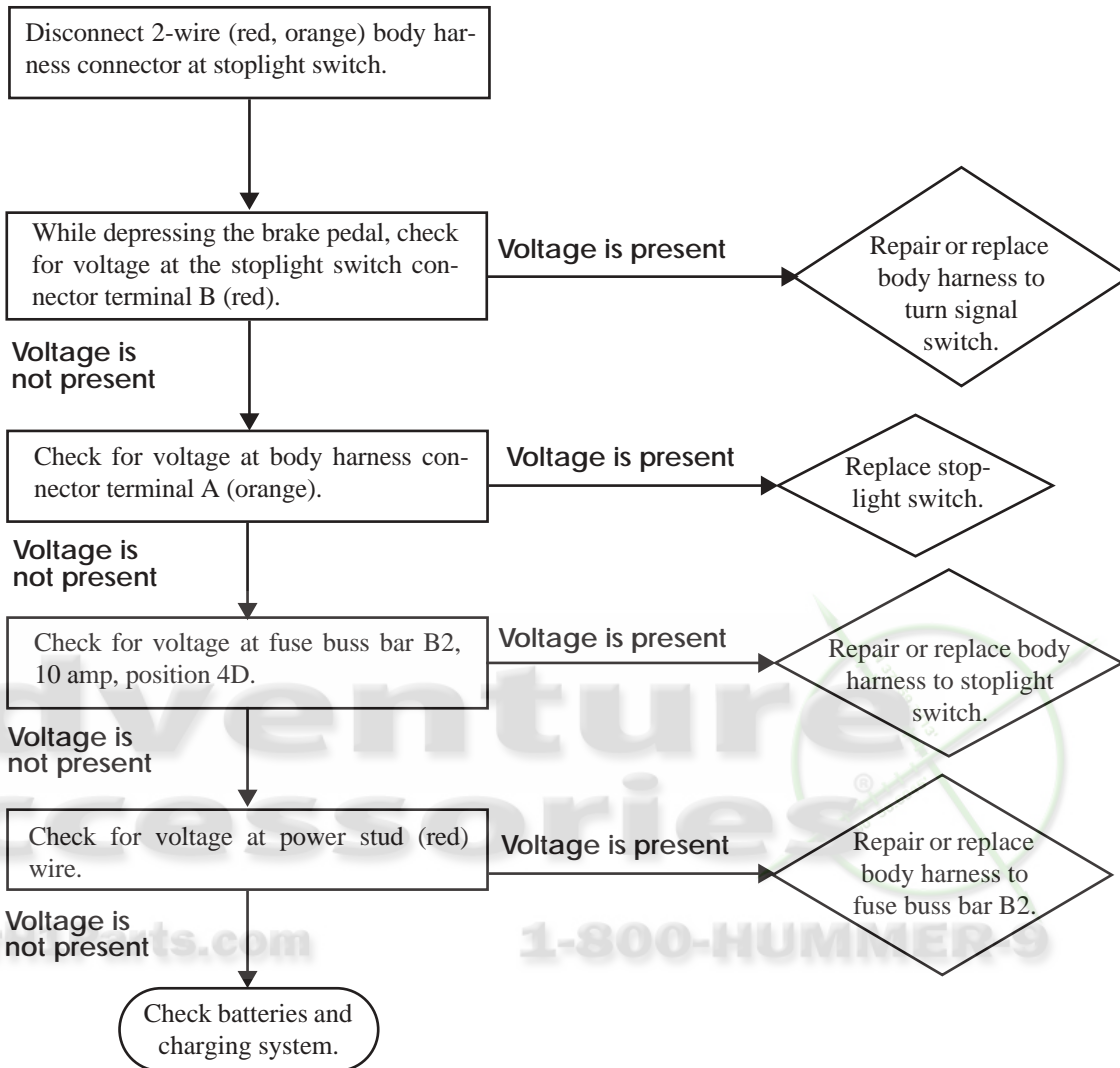 Disconnect 2-wire (red, orange) body har-
ness connector at stoplight switch.
While depressing the brake pedal, check
for voltage at the stoplight switch con-
nector terminal B (red).
Voltage is present
Repair or replace
body harness to
turn signal
switch.
Voltage is
not present
Check for voltage at body harness con-
nector terminal A (orange).
Voltage is present
Replace stop-
light switch.
Voltage is
not present
Check for voltage at fuse buss bar B2,
10 amp, position 4D.
Voltage is present
Repair or replace body
harness to stoplight
switch.
Voltage is
not present
dventure
ccessories®
Check for voltage at power stud (red)
wire.
Voltage is present
Repair or replace
body harness to
fuse buss bar B2.
Voltage is
not present
rts.com
1-800-HUMMER-9
Check batteries and
charging system.